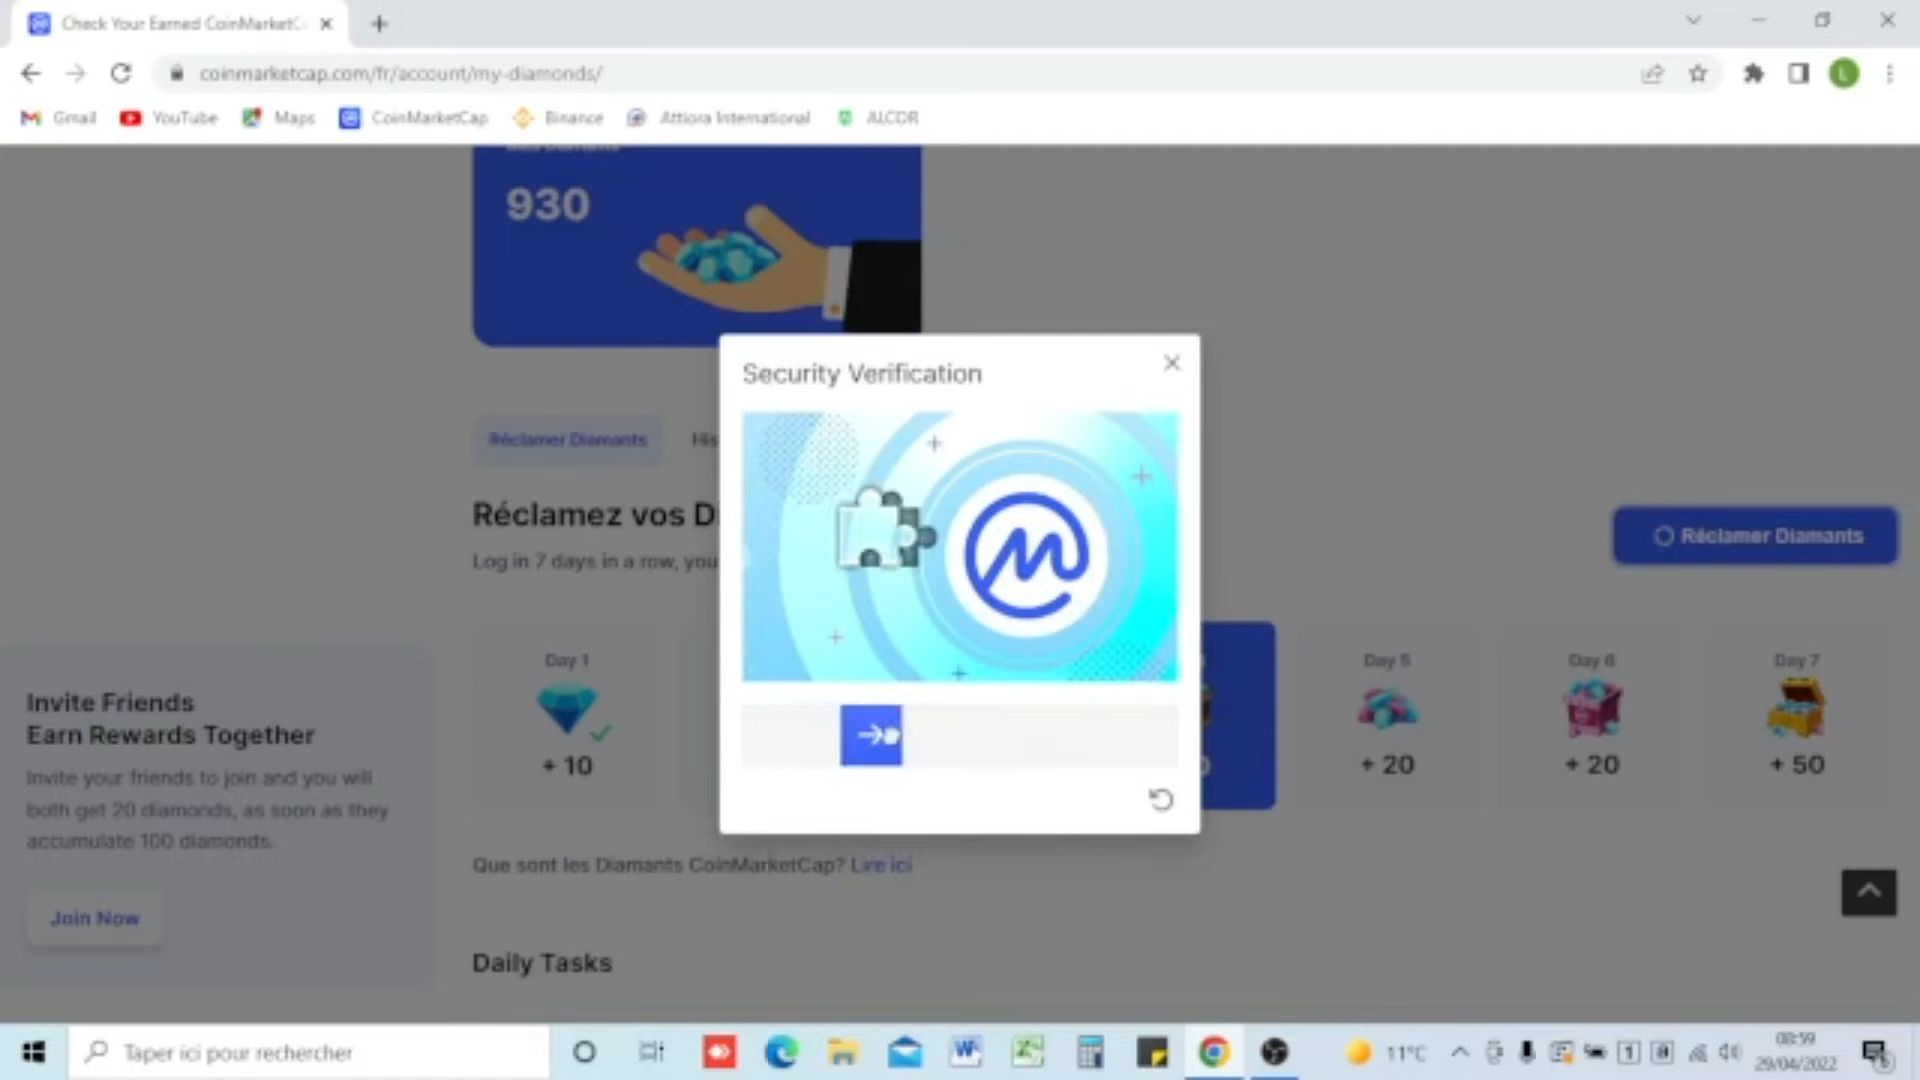 Check Your Earned CoinMarketC
coinmarketcap.com/fr/account/my-diamonds/
Gmail
YouTube
Maps
CoinMarketCap
Binance
Attiora International
ALCOR
930
Security Verification
Réclamer Diamants
His
Réclamez vos D
Log in 7 days in a row, you
Réclamer Diamants
Invite Friends
Earn Rewards Together
Invite your friends to join and you will
both get 20 diamonds, as soon as they
accumulate 100 diamonds.
Join Now
Day 1
+ 10
Day 5
+ 20
Day 6
+ 20
Day 7
+ 50
Que sont les Diamants CoinMarketCap? Lire ici
Daily Tasks
Taper ici pour rechercher
11°C
08:59
29/04/2022